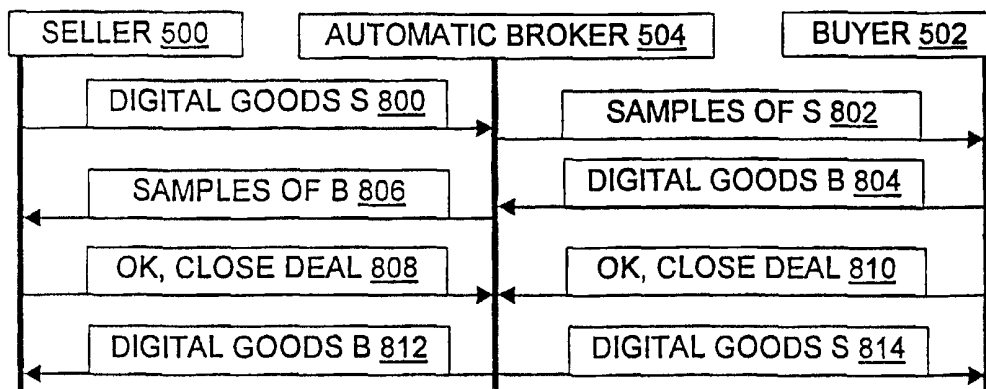 SELLER 500
AUTOMATIC BROKER 504
BUYER 502
DIGITAL GOODS S 800
SAMPLES OF S 802
DIGITAL GOODS B 804
SAMPLES OF B 806
OK, CLOSE DEAL 808
OK, CLOSE DEAL 810
DIGITAL GOODS B 812
DIGITAL GOODS S 814